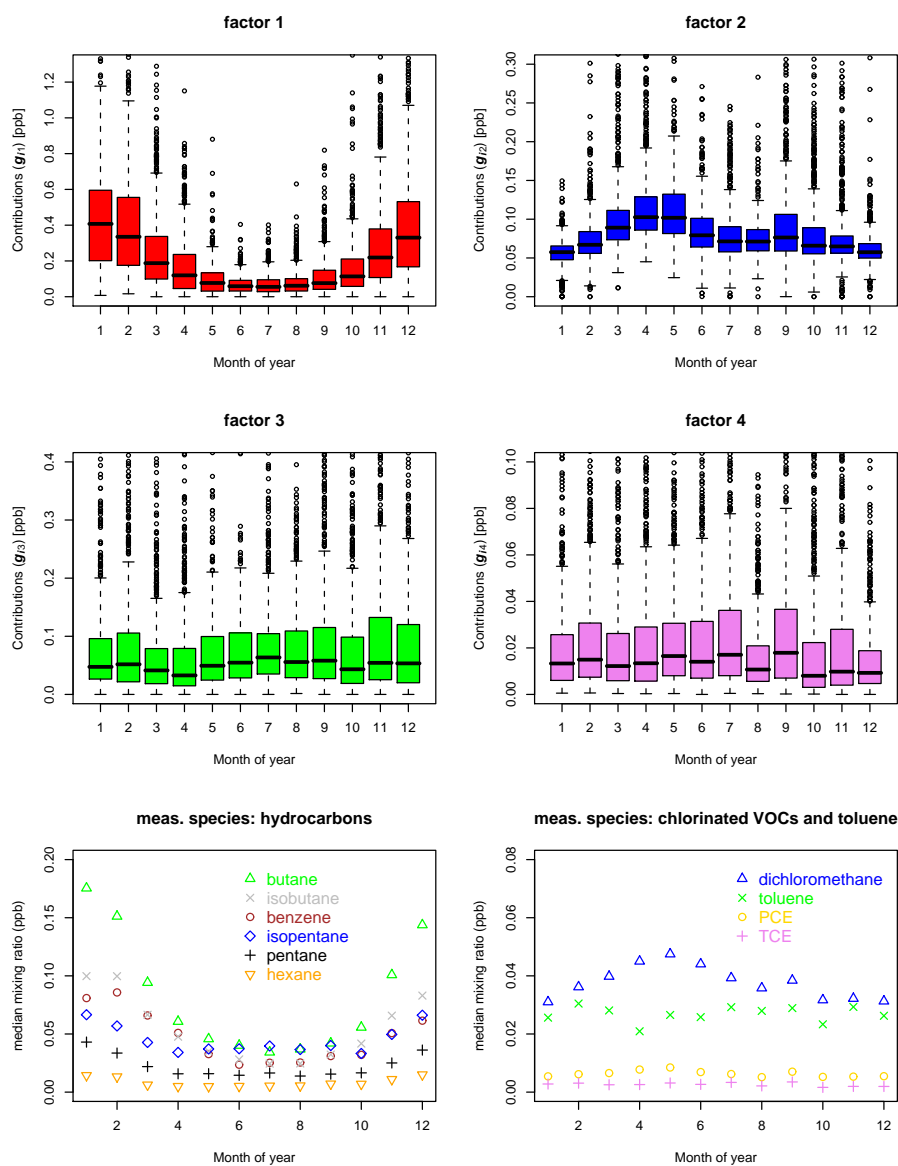 factor 1
Contributions (gi1) [ppb]
0.0 0.2 0.4 0.6 0.8 1.0 1.2
1 2 3 4 5 6 7 8 9 10 11 12
Month of year
factor 2
Contributions (gi2) [ppb]
0.00 0.05 0.10 0.15 0.20 0.25 0.30
1 2 3 4 5 6 7 8 9 10 11 12
Month of year
factor 3
Contributions (gi3) [ppb]
0.0 0.1 0.2 0.3 0.4
1 2 3 4 5 6 7 8 9 10 11 12
Month of year
factor 4
Contributions (gi4) [ppb]
0.00 0.02 0.04 0.06 0.08 0.10
1 2 3 4 5 6 7 8 9 10 11 12
Month of year
meas. species: hydrocarbons
median mixing ratio (ppb)
0.00 0.05 0.10 0.15 0.20
butane
isobutane
benzene
isopentane
pentane
hexane
2 4 6 8 10 12
Month of year
meas. species: chlorinated VOCs and toluene
median mixing ratio (ppb)
0.00 0.02 0.04 0.06 0.08
dichloromethane
toluene
PCE
TCE
2 4 6 8 10 12
Month of year